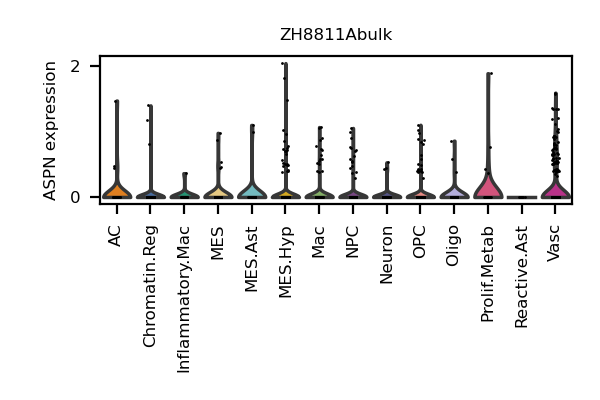 ZH8811Abulk
ASPN expression
2
0
AC
Chromatin.Reg
Inflammatory.Mac
MES
MES.Ast
MES.Hyp
Mac
NPC
Neuron
OPC
Oligo
Prolif.Metab
Reactive.Ast
Vasc